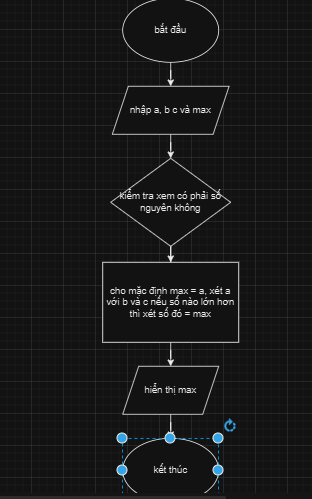 bắt đầu
nhập a, b c và max
kiểm tra xem có phải số
nguyên không
cho mặc định max = a, xét a
với b và c nếu số nào lớn hơn
thì xét số đó = max
hiển thị max
kết thúc